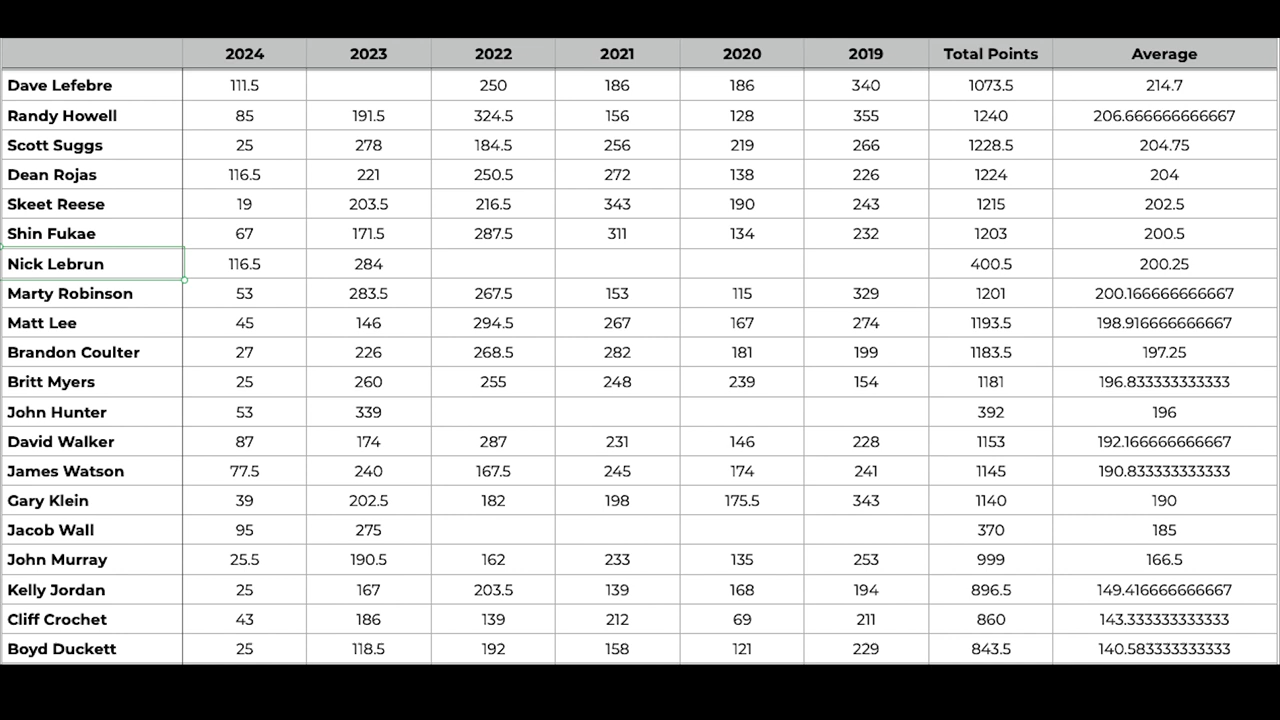 2024 2023 2022 2021 2020 2019 Total Points Average
Dave Lefebre 111.5 250 186 186 340 1073.5 214.7
Randy Howell 85 191.5 324.5 156 128 355 1240 206.666666666667
Scott Suggs 25 278 184.5 256 219 266 1228.5 204.75
Dean Rojas 116.5 221 250.5 272 138 226 1224 204
Skeet Reese 19 203.5 216.5 343 190 243 1215 202.5
Shin Fukae 67 171.5 287.5 311 134 232 1203 200.5
Nick Lebrun 116.5 284 400.5 200.25
Marty Robinson 53 283.5 267.5 153 115 329 1201 200.166666666667
Matt Lee 45 146 294.5 267 167 274 1193.5 198.916666666667
Brandon Coulter 27 226 268.5 282 181 199 1183.5 197.25
Britt Myers 25 260 255 248 239 154 1181 196.833333333333
John Hunter 53 339 392 196
David Walker 87 174 287 231 146 228 1153 192.166666666667
James Watson 77.5 240 167.5 245 174 241 1145 190.833333333333
Gary Klein 39 202.5 182 198 175.5 343 1140 190
Jacob Wall 95 275 370 185
John Murray 25.5 190.5 162 233 135 253 999 166.5
Kelly Jordan 25 167 203.5 139 168 194 896.5 149.416666666667
Cliff Crochet 43 186 139 212 69 211 860 143.333333333333
Boyd Duckett 25 118.5 192 158 121 229 843.5 140.583333333333